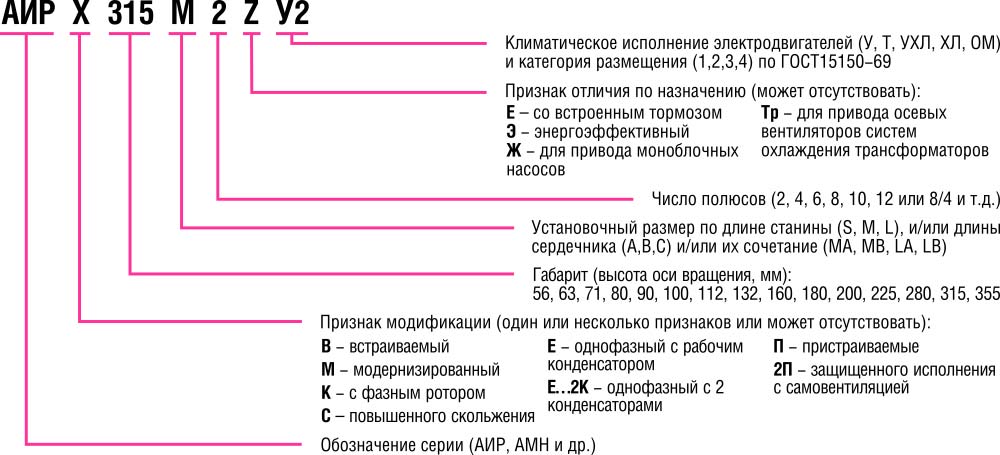 АИР Х 315 М 2 Z У2
Климатическое исполнение электродвигателей (У, Т, УХЛ, ХЛ, ОМ)
и категория размещения (1,2,3,4) по ГОСТ15150–69
Признак отличия по назначению (может отсутствовать):
Е – со встроенным тормозом
Э – энергоэффективный
Ж – для привода моноблочных
насосов
Тр – для привода осевых
вентиляторов систем
охлаждения трансформаторов
Число полюсов (2, 4, 6, 8, 10, 12 или 8/4 и т.д.)
Установочный размер по длине станины (S, M, L), и/или длины
сердечника (А,В,С) и/или их сочетание (МА, МВ, LA, LB)
Габарит (высота оси вращения, мм):
56, 63, 71, 80, 90, 100, 112, 132, 160, 180, 200, 225, 280, 315, 355
Признак модификации (один или несколько признаков или может отсутствовать):
В – встраиваемый
М – модернизированный
К – с фазным ротором
С – повышенного скольжения
Е – однофазный с рабочим
конденсатором
Е...2К – однофазный с 2
конденсаторами
П – пристраиваемые
2П – защищенного исполнения
с самовентиляцией
Обозначение серии (АИР, АМН и др.)